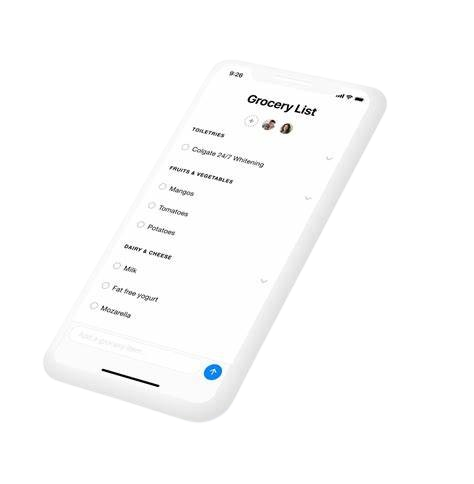 9:26
Grocery List
TOILETRIES
Colgate 24/7 Whitening
FRUITS & VEGETABLES
Mangos
Tomatoes
Potatoes
DAIRY & CHEESE
Milk
Fat free yogurt
Mozarella
Add a grocery item